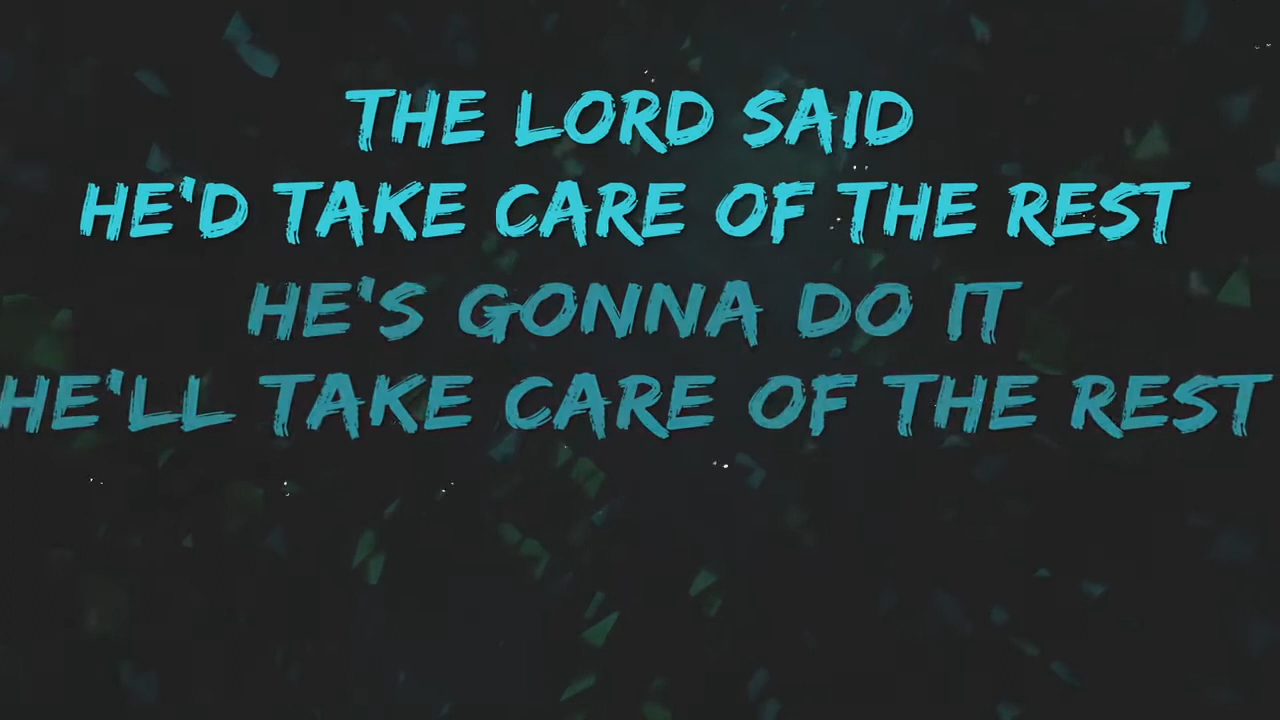 THE LORD SAID
HE'D TAKE CARE OF THE REST
HE'S GONNA DO IT
HE'LL TAKE CARE OF THE REST